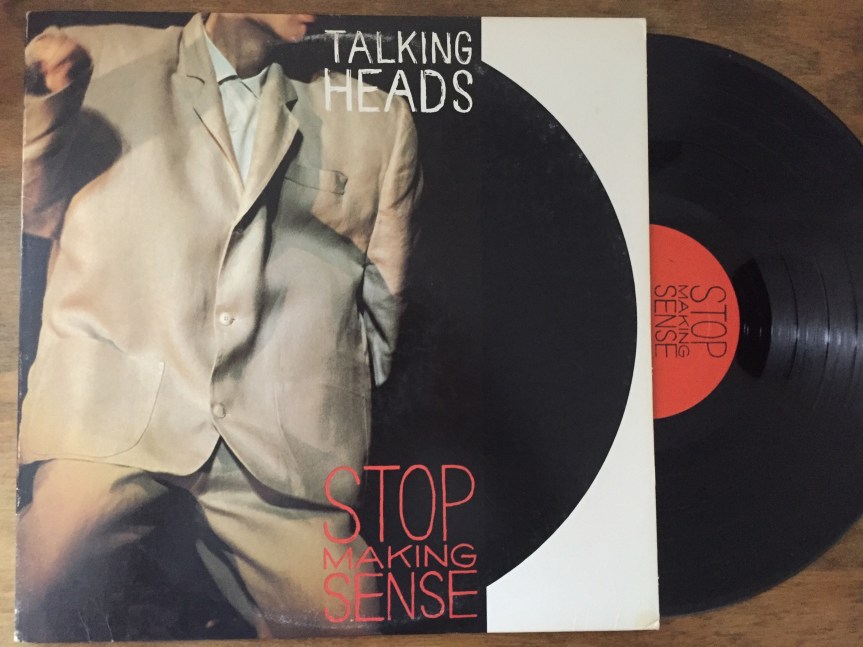 TALKING
HEADS
STOP
MAKING
SENSE
STOP
MAKING
SENSE